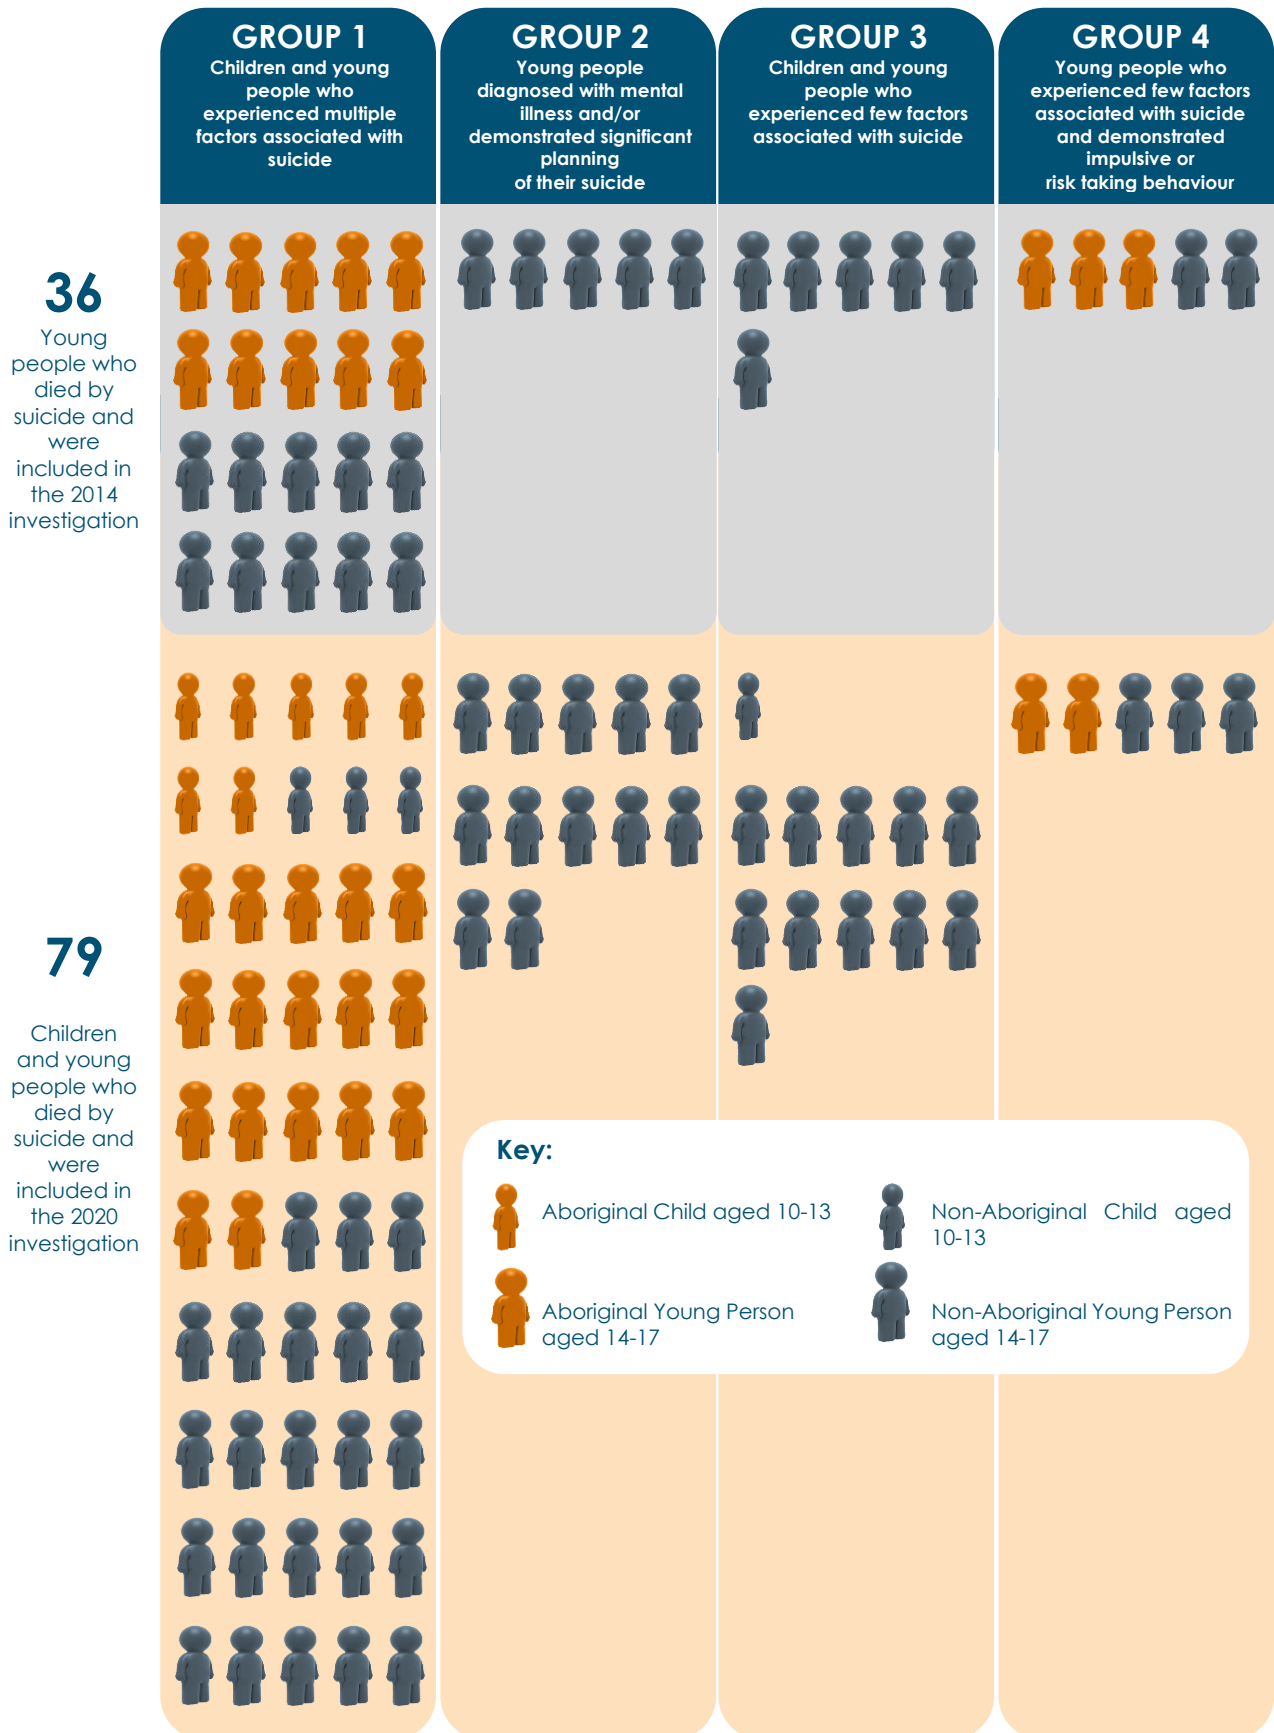 GROUP 1
Children and young
people who
experienced multiple
factors associated with
suicide
GROUP 2
Young people
diagnosed with mental
illness and/or
demonstrated significant
planning
of their suicide
GROUP 3
Children and young
people who
experienced few factors
associated with suicide
GROUP 4
Young people who
experienced few factors
associated with suicide
and demonstrated
impulsive or
risk taking behaviour
36
Young
people who
died by
suicide and
were
included in
the 2014
investigation
79
Children
and young
people who
died by
suicide and
were
included in
the 2020
investigation
Key:
Aboriginal Child aged 10-13
Non-Aboriginal Child aged
10-13
Aboriginal Young Person
aged 14-17
Non-Aboriginal Young Person
aged 14-17